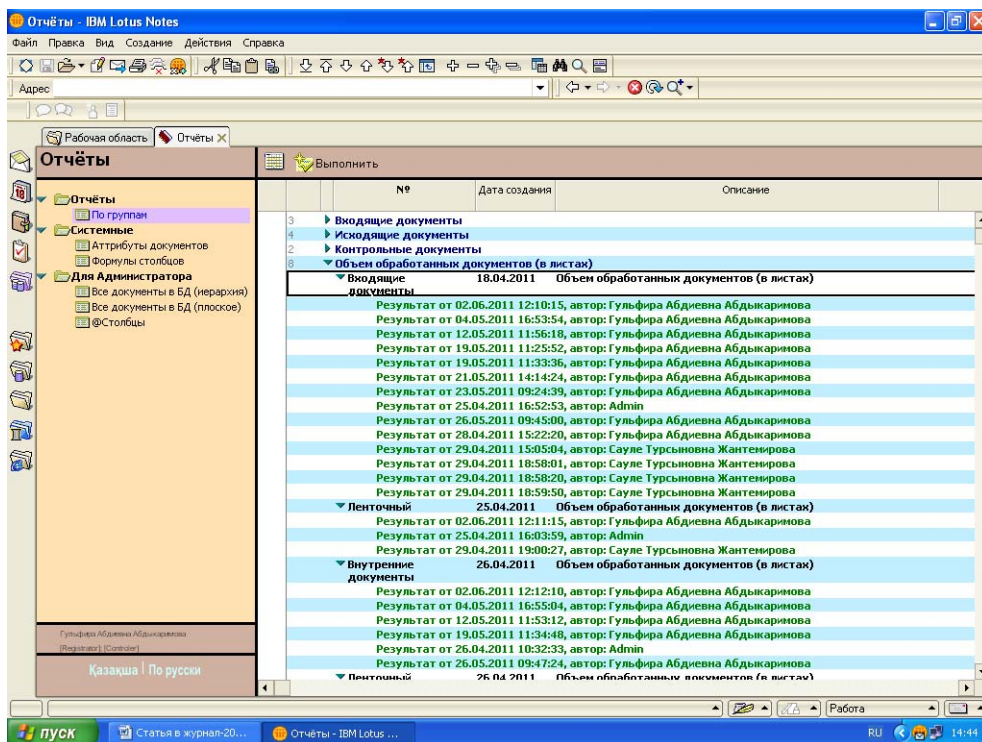 Отчёты - IBM Lotus Notes
Файл Правка Вид Создание Действия Справка
Адрес
Рабочая область Отчёты
Отчёты
Выполнить
Отчёты
По группам
Системные
Аттрибуты документов
Формулы столбцов
Для Администратора
Все документы в БД (иерархия)
Все документы в БД (плоское)
@Столбцы
Гульфира Абдиевна Абдыкаримова
[Registrator], [Controler]
Қазақша | По русски
№ Дата создания Описание
3 Входящие документы
4 Исходящие документы
2 Контрольные документы
8 Объем обработанных документов (в листах)
Входящие 18.04.2011 Объем обработанных документов (в листах)
документы
Результат от 02.06.2011 12:10:15, автор: Гульфира Абдиевна Абдыкаримова
Результат от 04.05.2011 16:53:54, автор: Гульфира Абдиевна Абдыкаримова
Результат от 12.05.2011 11:56:18, автор: Гульфира Абдиевна Абдыкаримова
Результат от 19.05.2011 11:25:52, автор: Гульфира Абдиевна Абдыкаримова
Результат от 19.05.2011 11:33:36, автор: Гульфира Абдиевна Абдыкаримова
Результат от 21.05.2011 14:14:24, автор: Гульфира Абдиевна Абдыкаримова
Результат от 23.05.2011 09:24:39, автор: Гульфира Абдиевна Абдыкаримова
Результат от 25.04.2011 16:52:53, автор: Admin
Результат от 26.05.2011 09:45:00, автор: Гульфира Абдиевна Абдыкаримова
Результат от 28.04.2011 15:22:20, автор: Гульфира Абдиевна Абдыкаримова
Результат от 29.04.2011 15:05:04, автор: Сауле Турсыновна Жантемирова
Результат от 29.04.2011 18:58:01, автор: Сауле Турсыновна Жантемирова
Результат от 29.04.2011 18:58:20, автор: Сауле Турсыновна Жантемирова
Результат от 29.04.2011 18:59:50, автор: Сауле Турсыновна Жантемирова
Ленточный 25.04.2011 Объем обработанных документов (в листах)
Результат от 02.06.2011 12:11:15, автор: Гульфира Абдиевна Абдыкаримова
Результат от 25.04.2011 16:03:59, автор: Admin
Результат от 29.04.2011 19:00:27, автор: Сауле Турсыновна Жантемирова
Внутренние 26.04.2011 Объем обработанных документов (в листах)
документы
Результат от 02.06.2011 12:12:10, автор: Гульфира Абдиевна Абдыкаримова
Результат от 04.05.2011 16:55:04, автор: Гульфира Абдиевна Абдыкаримова
Результат от 12.05.2011 11:53:12, автор: Гульфира Абдиевна Абдыкаримова
Результат от 19.05.2011 11:34:48, автор: Гульфира Абдиевна Абдыкаримова
Результат от 26.04.2011 10:32:33, автор: Admin
Результат от 26.05.2011 09:47:24, автор: Гульфира Абдиевна Абдыкаримова
Ленточный 26.04.2011 Объем обработанных документов (в листах)
Работа
пуск Статья в журнал-20... Отчёты - IBM Lotus ... RU 14:44